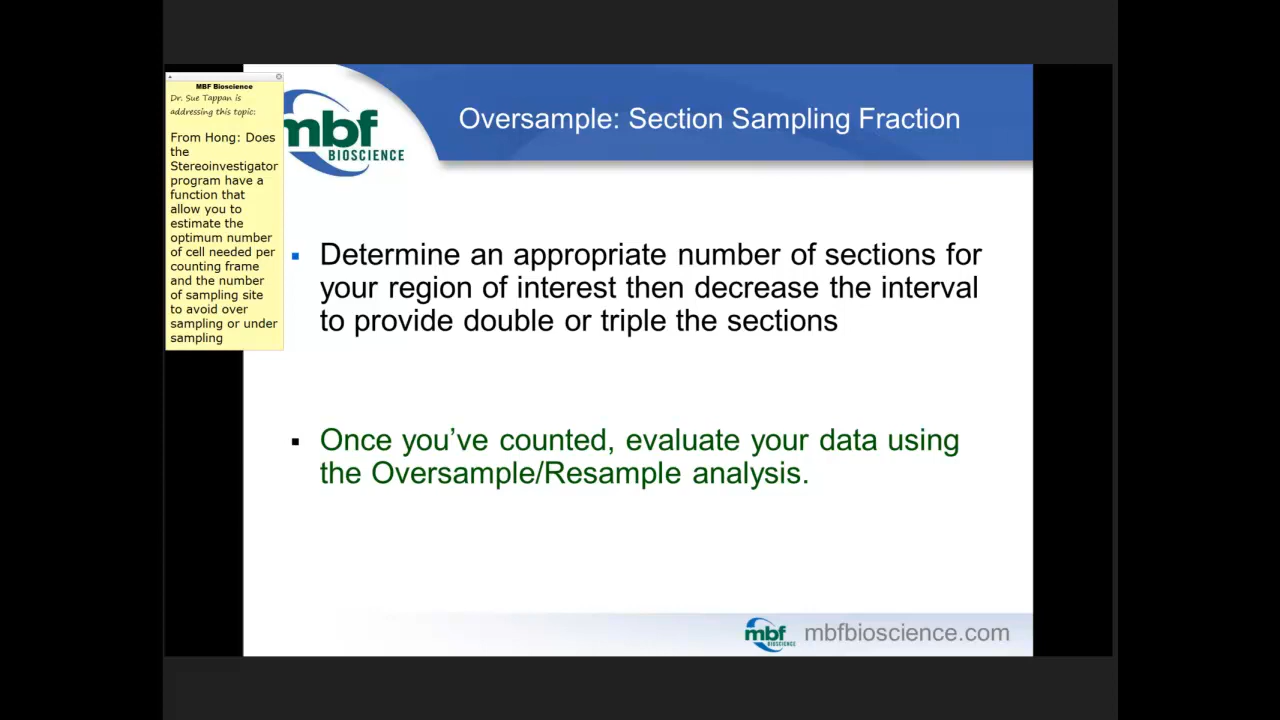 MBF Bioscience
Dr. Sue Tappan is
addressing this topic:
From Hong: Does
the
Stereoinvestigator
program have a
function that
allow you to
estimate the
optimum number
of cell needed per
counting frame
and the number
of sampling site
to avoid over
sampling or under
sampling
mbf
BIOSCIENCE
Oversample: Section Sampling Fraction
Determine an appropriate number of sections for
your region of interest then decrease the interval
to provide double or triple the sections
Once you’ve counted, evaluate your data using
the Oversample/Resample analysis.
mbf
BIOSCIENCE
mbfbioscience.com